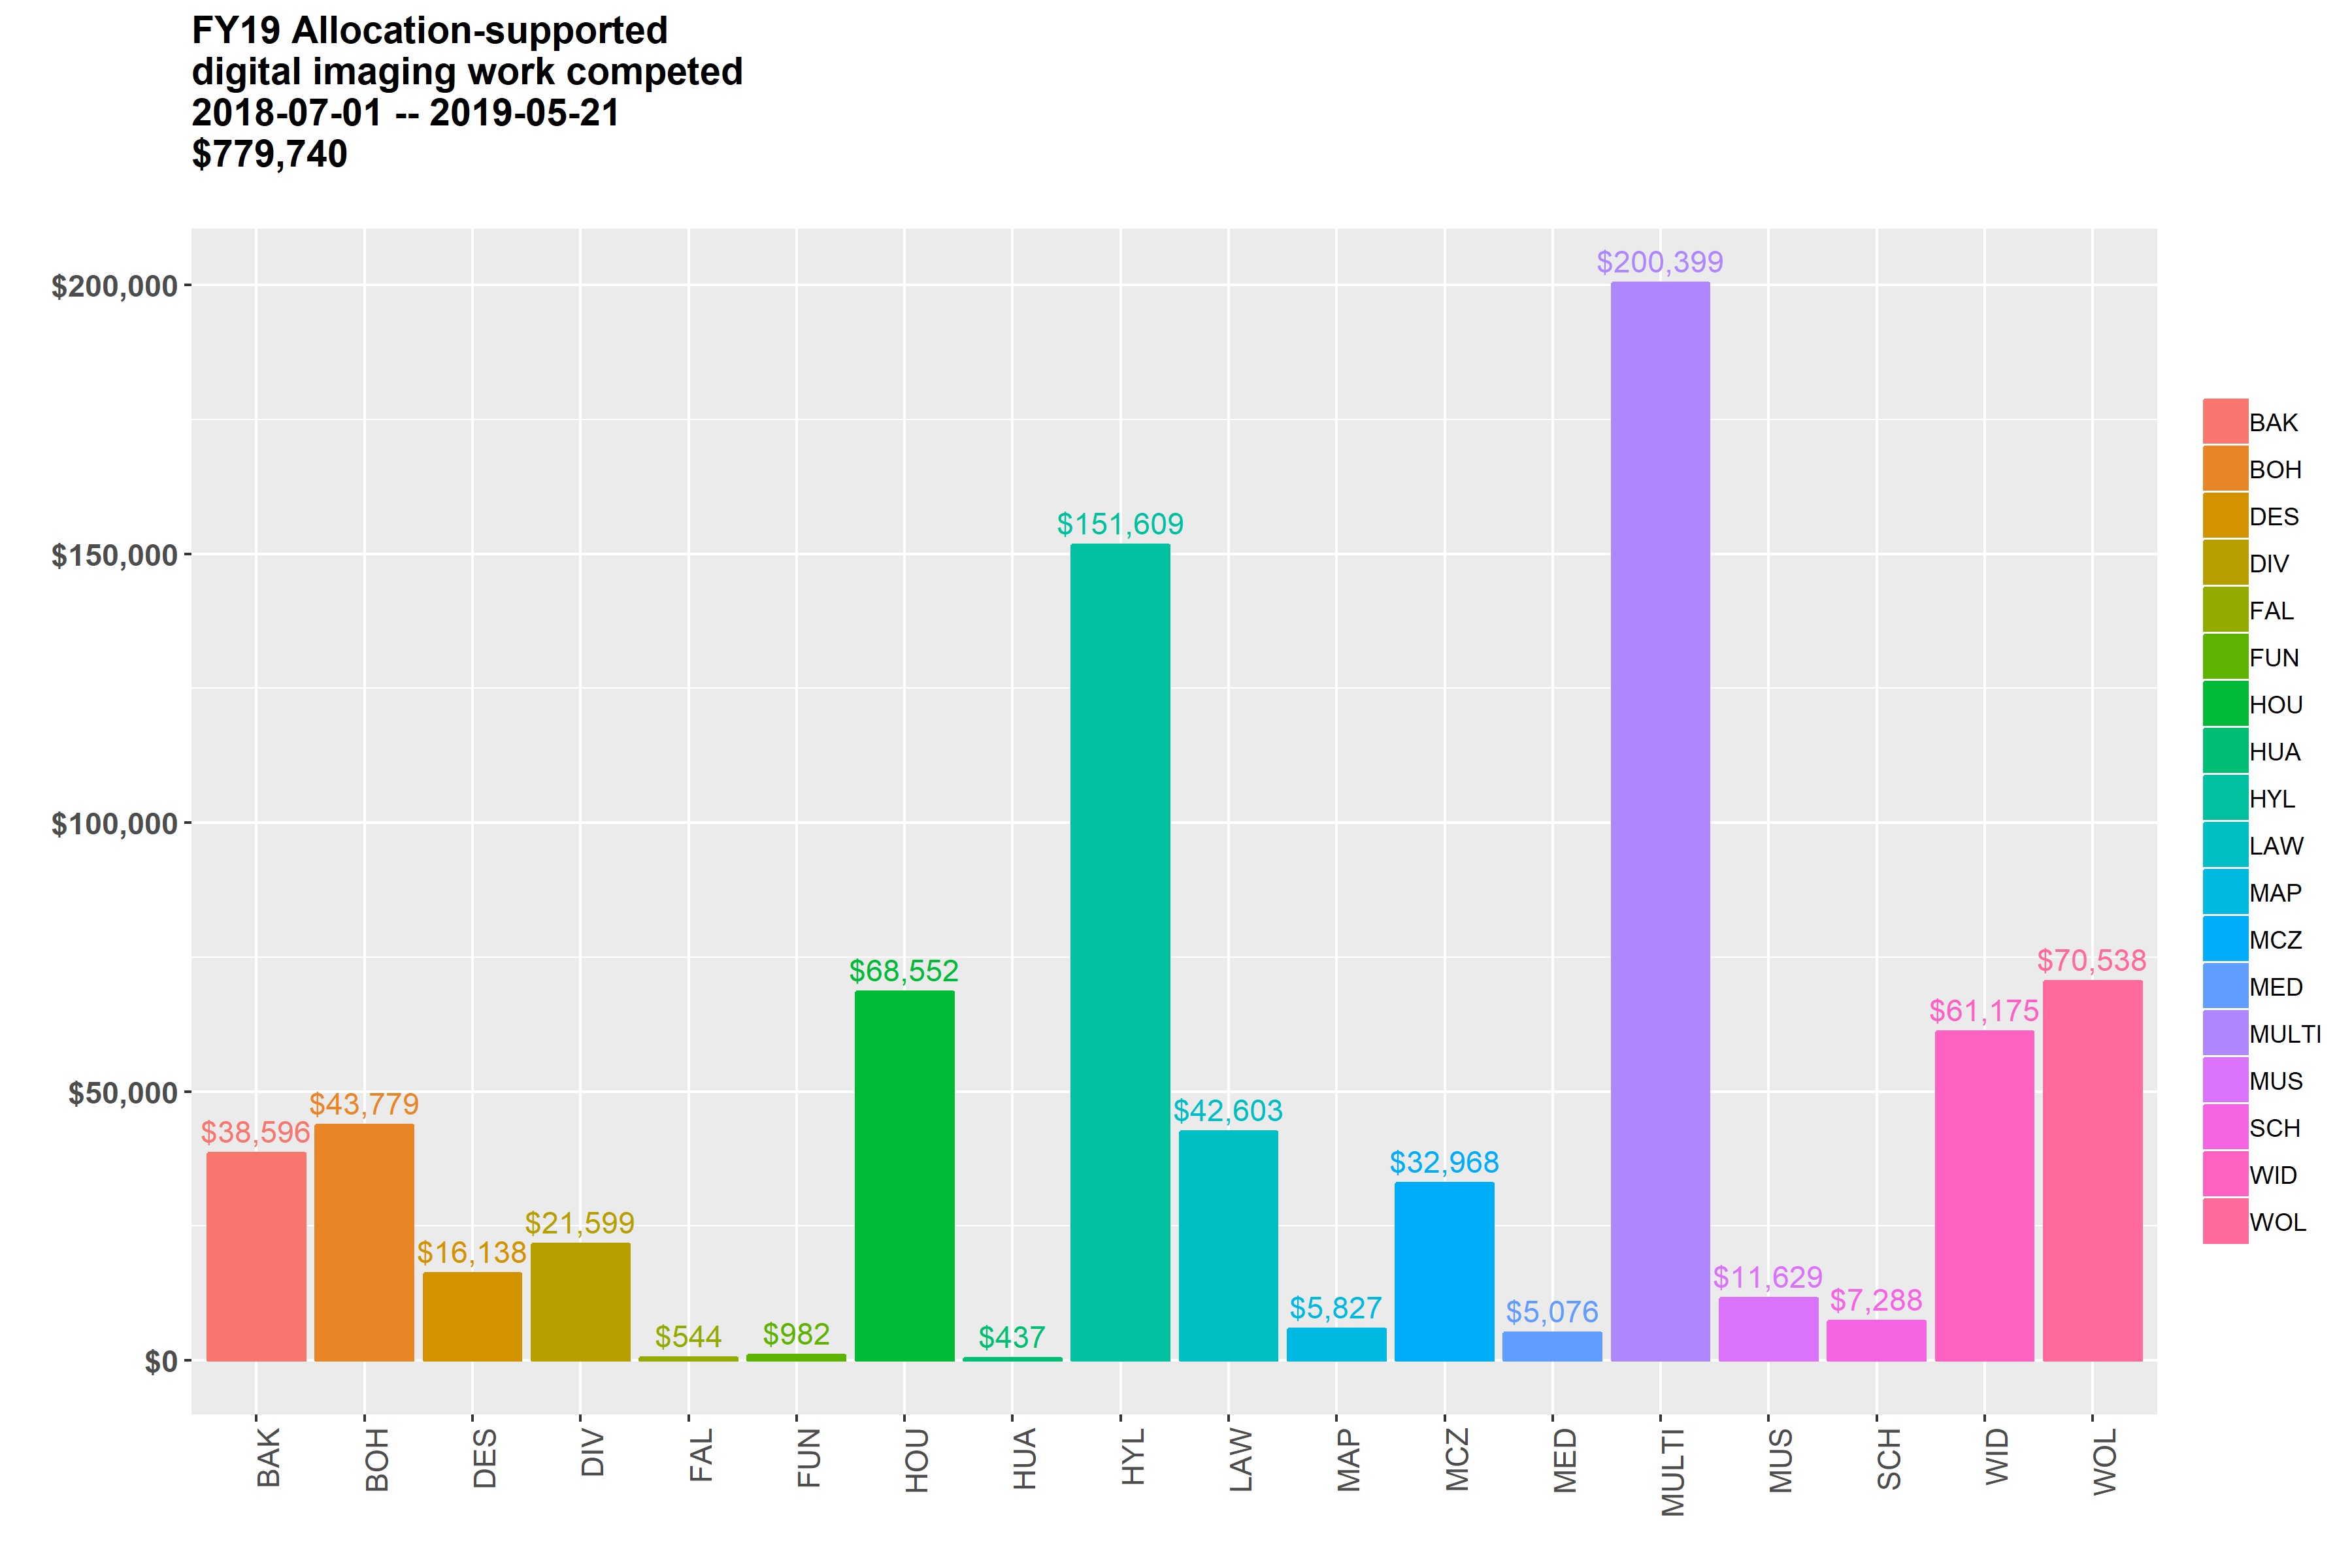 FY19 Allocation-supported
digital imaging work competed
2018-07-01 -- 2019-05-21
$779,740
$200,000
$150,000
$100,000
$50,000
$0
$38,596
$43,779
$16,138
$21,599
$544
$982
$68,552
$437
$151,609
$42,603
$5,827
$32,968
$5,076
$200,399
$11,629
$7,288
$61,175
$70,538
BAK
BOH
DES
DIV
FAL
FUN
HOU
HUA
HYL
LAW
MAP
MCZ
MED
MULTI
MUS
SCH
WID
WOL
BAK
BOH
DES
DIV
FAL
FUN
HOU
HUA
HYL
LAW
MAP
MCZ
MED
MULTI
MUS
SCH
WID
WOL